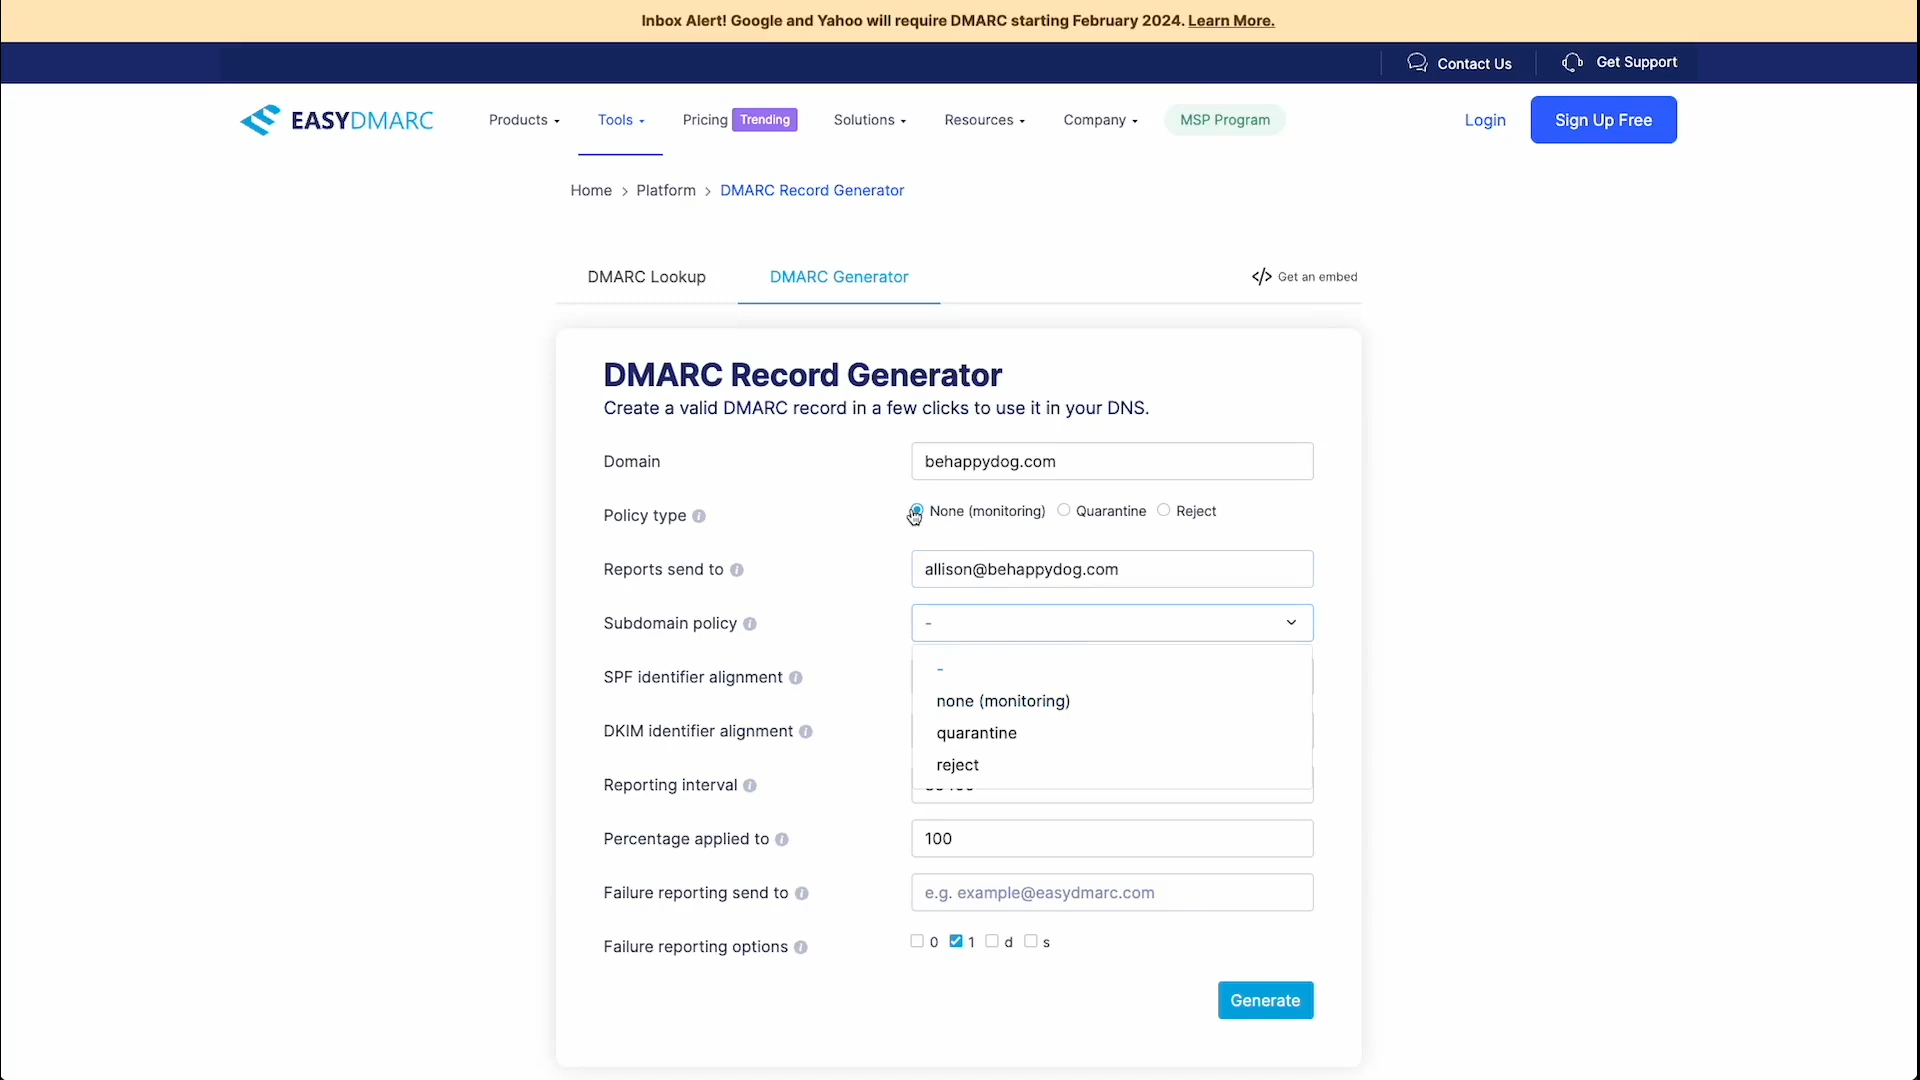 Inbox Alert! Google and Yahoo will require DMARC starting February 2024. Learn More.
Contact Us
Get Support
EASYDMARC
Products
Tools
Pricing Trending
Solutions
Resources
Company
MSP Program
Login
Sign Up Free
Home > Platform > DMARC Record Generator
DMARC Lookup
DMARC Generator
</> Get an embed
DMARC Record Generator
Create a valid DMARC record in a few clicks to use it in your DNS.
Domain
behappydog.com
Policy type
None (monitoring) Quarantine Reject
Reports send to
allison@behappydog.com
Subdomain policy
-
-
none (monitoring)
quarantine
reject
SPF identifier alignment
DKIM identifier alignment
Reporting interval
Percentage applied to
100
Failure reporting send to
e.g. example@easydmarc.com
Failure reporting options
0 1 d s
Generate